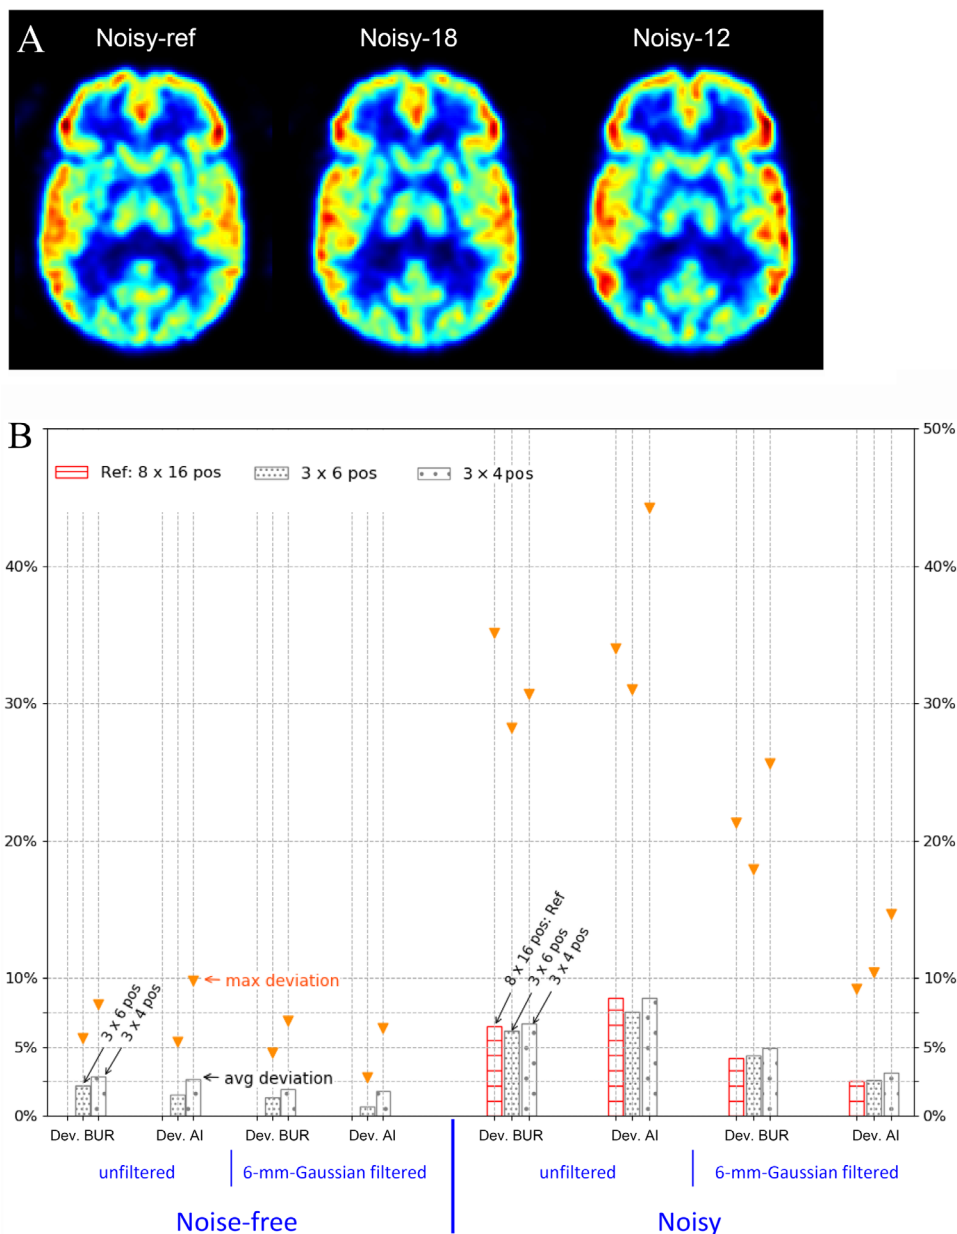 A
Noisy-ref
Noisy-18
Noisy-12
B
50%
Ref: 8 x 16 pos
3 x 6 pos
3 × 4 pos
40%
40%
30%
30%
20%
20%
8 x 16 pos: Ref
3 x 6 pos
3 x 4 pos
10%
10%
max deviation
3 x 6 pos
3 x 4 pos
5%
5%
avg deviation
0%
0%
Dev. BUR
Dev. AI
Dev. BUR
Dev. AI
Dev. BUR
Dev. AI
Dev. BUR
Dev. AI
unfiltered
6-mm-Gaussian filtered
unfiltered
6-mm-Gaussian filtered
Noise-free
Noisy